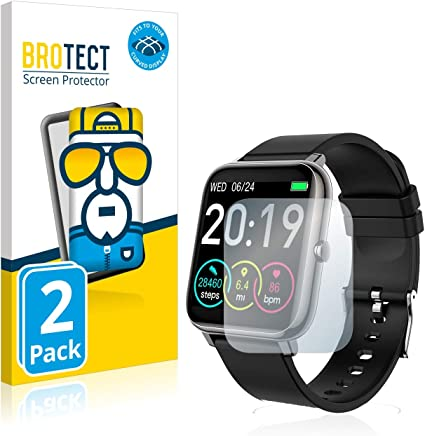 BROTECT
Screen Protector
FITS TO YOUR
CURVED DISPLAY
2
Pack
WED 06/24
20:19
28460
steps
6.4
mi
86
bpm